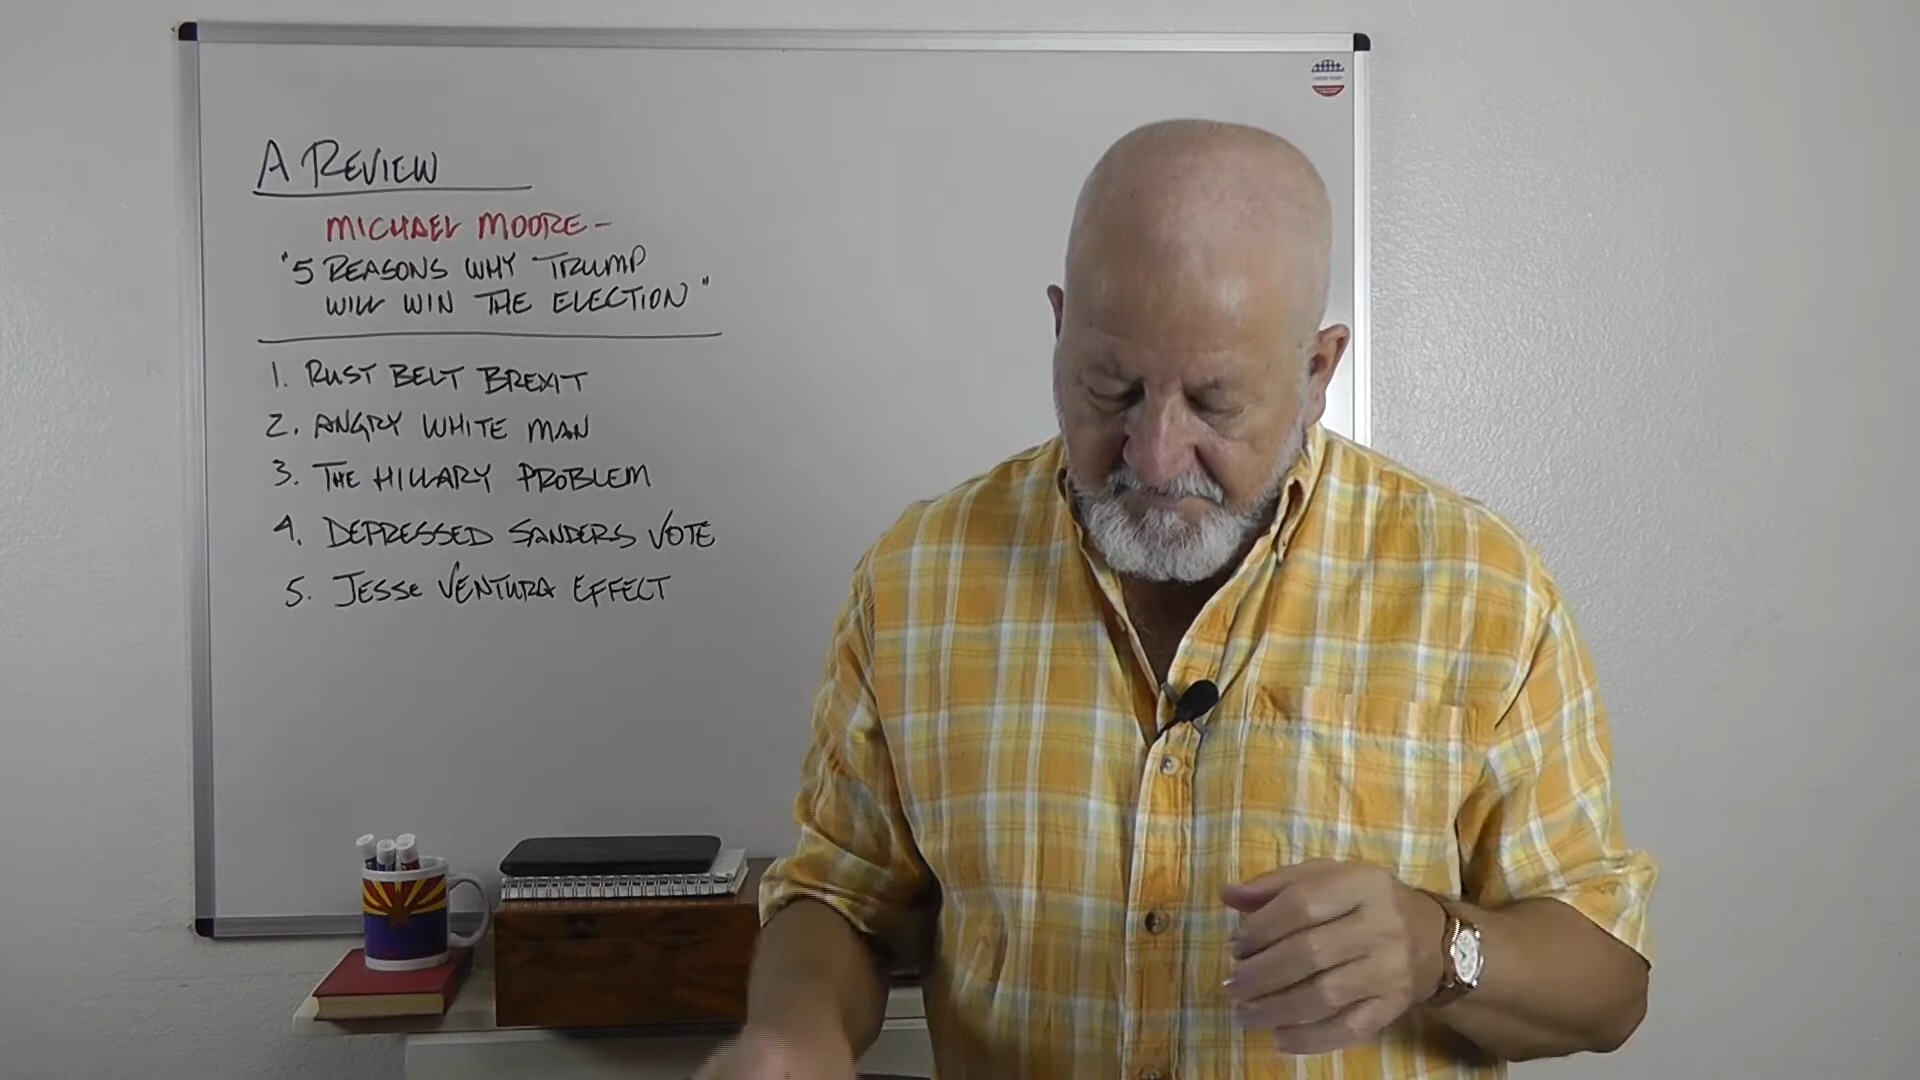 A REVIEW
MICHAEL MOORE -
"5 REASONS WHY TRUMP
WILL WIN THE ELECTION"
1. RUST BELT BREXIT
2. ANGRY WHITE MAN
3. THE HILLARY PROBLEM
4. DEPRESSED SANDERS VOTE
5. JESSE VENTURA EFFECT